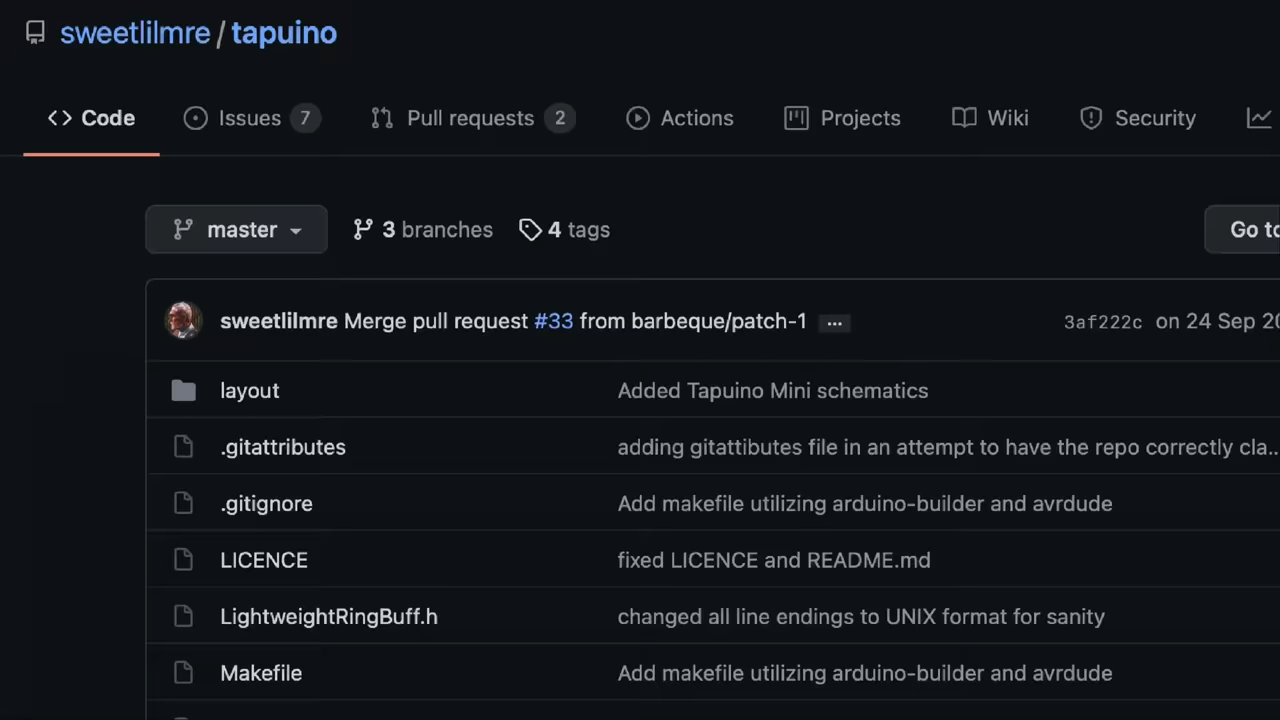 sweetlilmre / tapuino
Code Issues 7 Pull requests 2 Actions Projects Wiki Security
master 3 branches 4 tags Go
sweetlilmre Merge pull request #33 from barbeque/patch-1 ... 3af222c on 24 Sep
layout Added Tapuino Mini schematics
.gitattributes adding gitattibutes file in an attempt to have the repo correctly cla...
.gitignore Add makefile utilizing arduino-builder and avrdude
LICENCE fixed LICENCE and README.md
LightweightRingBuff.h changed all line endings to UNIX format for sanity
Makefile Add makefile utilizing arduino-builder and avrdude